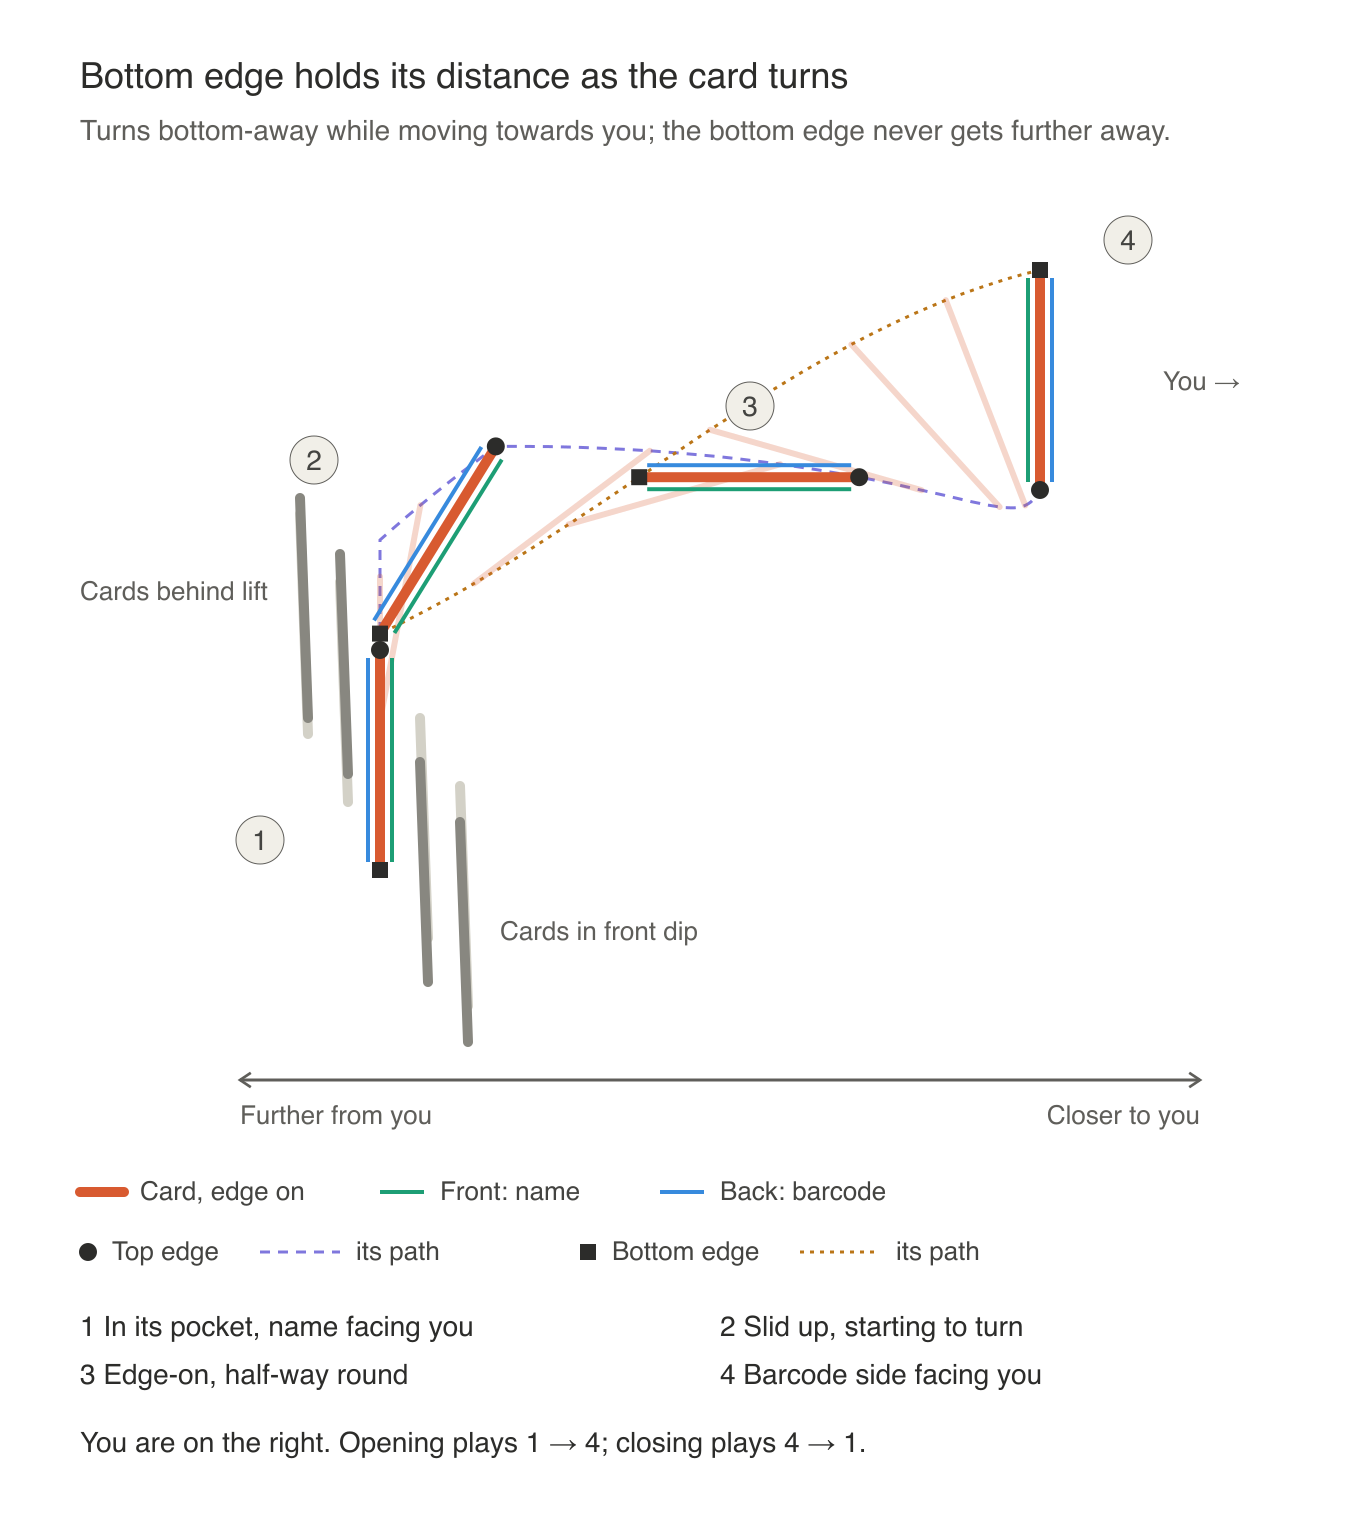 Bottom edge holds its distance as the card turns
Turns bottom-away while moving towards you; the bottom edge never gets further away.
4
You →
3
2
Cards behind lift
1
Cards in front dip
Further from you
Closer to you
Card, edge on
Front: name
Back: barcode
Top edge
its path
Bottom edge
its path
1 In its pocket, name facing you
2 Slid up, starting to turn
3 Edge-on, half-way round
4 Barcode side facing you
You are on the right. Opening plays 1 → 4; closing plays 4 → 1.